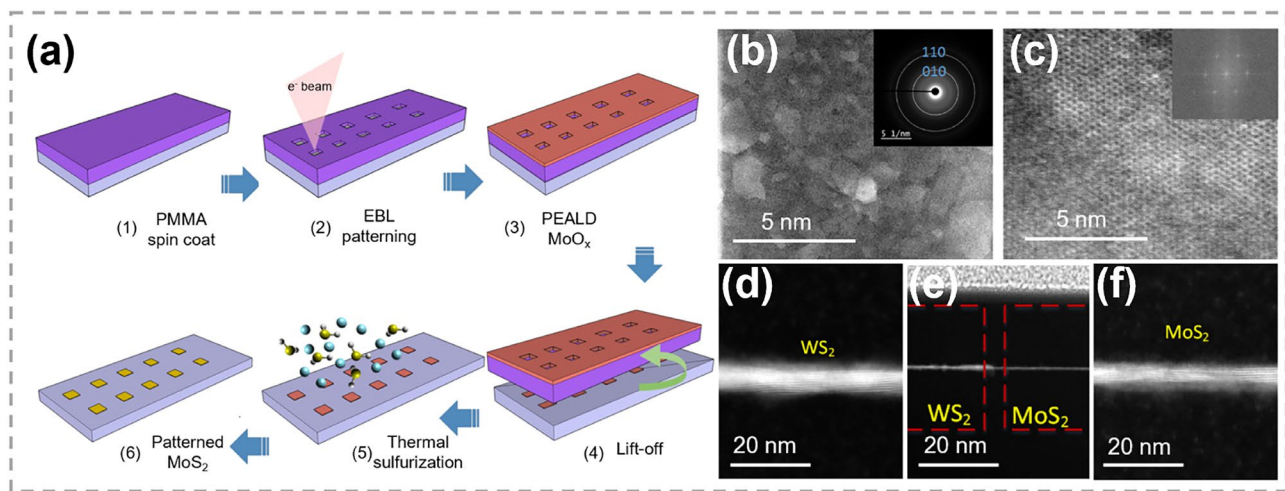 (a)
e⁻ beam
(1) PMMA
spin coat
(2) EBL
patterning
(3) PEALD
MoOₓ
(6) Patterned
MoS₂
(5) Thermal
sulfurization
(4) Lift-off
(b)
110
010
5 1/nm
5 nm
(c)
5 nm
(d)
WS₂
20 nm
(e)
WS₂ MoS₂
20 nm
(f)
MoS₂
20 nm